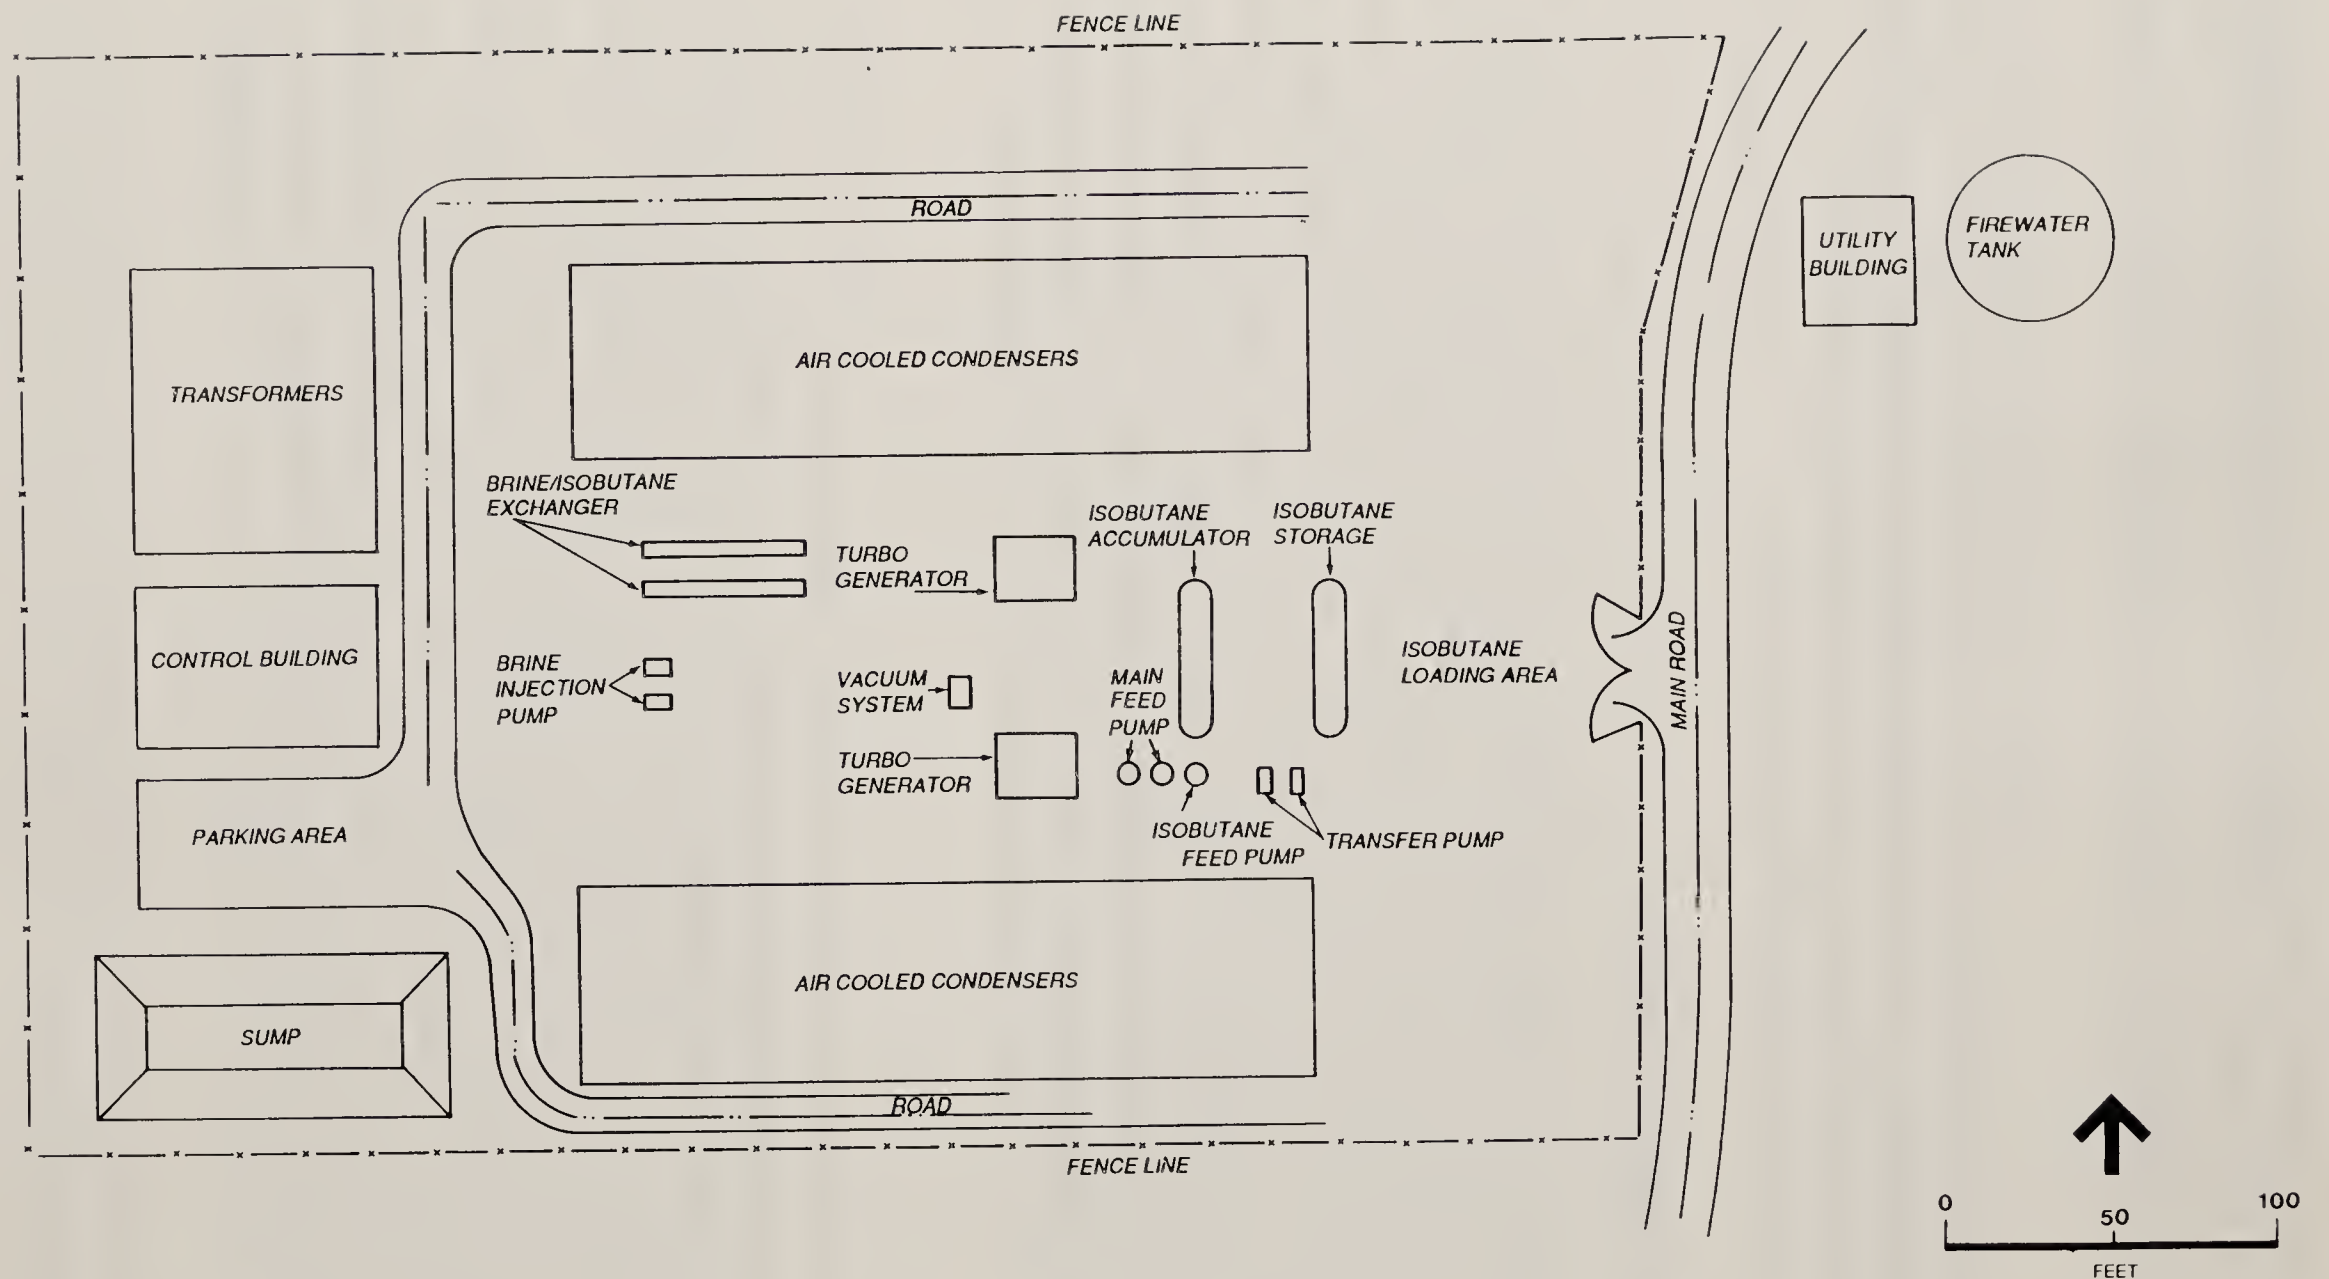 FENCE LINE
ROAD
UTILITY
BUILDING
FIREWATER
TANK
AIR COOLED CONDENSERS
TRANSFORMERS
BRINE/ISOBUTANE
EXCHANGER
ISOBUTANE
ACCUMULATOR
ISOBUTANE
STORAGE
TURBO
GENERATOR
CONTROL BUILDING
BRINE
INJECTION
PUMP
VACUUM
SYSTEM
MAIN
FEED
PUMP
ISOBUTANE
LOADING AREA
MAIN ROAD
TURBO
GENERATOR
PARKING AREA
ISOBUTANE
FEED PUMP
TRANSFER PUMP
AIR COOLED CONDENSERS
SUMP
ROAD
FENCE LINE
0 50 100
FEET